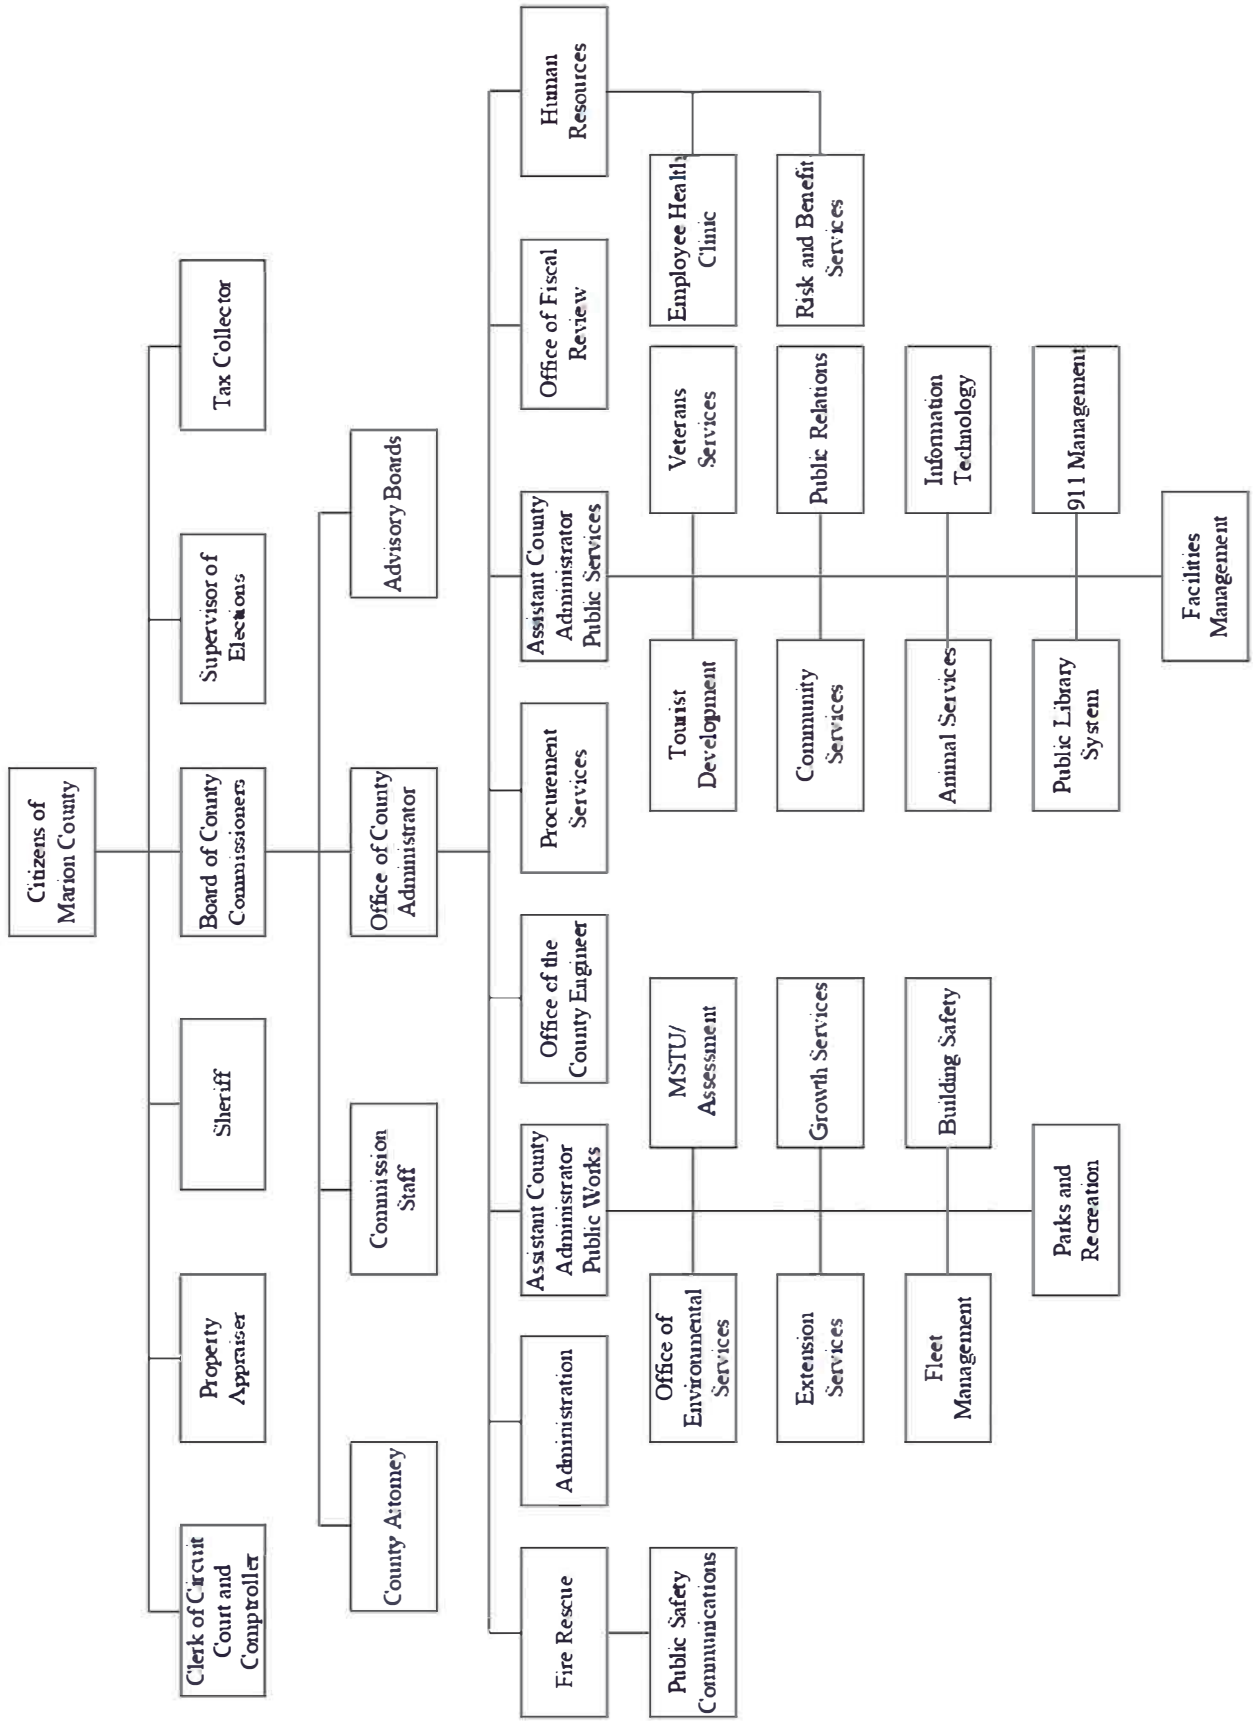 Citizens of
Marion County
Clerk of Circuit
Court and
Comptroller
Property
Appraiser
Sheriff
Board of County
Commissioners
Supervisor of
Elections
Tax Collector
County Attorney
Commission
Staff
Office of County
Administrator
Advisory Boards
Fire Rescue
Administration
Assistant County
Administrator
Public Works
Office of the
County Engineer
Procurement
Services
Assistant County
Administrator
Public Services
Office of Fiscal
Review
Human
Resources
Public Safety
Communications
Office of
Environmental
Services
MSTU/
Assessment
Tourist
Development
Veterans
Services
Employee Health
Clinic
Extension
Services
Growth Services
Community
Services
Public Relations
Risk and Benefit
Services
Fleet
Management
Building Safety
Animal Services
Information
Technology
Parks and
Recreation
Public Library
System
911 Management
Facilities
Management